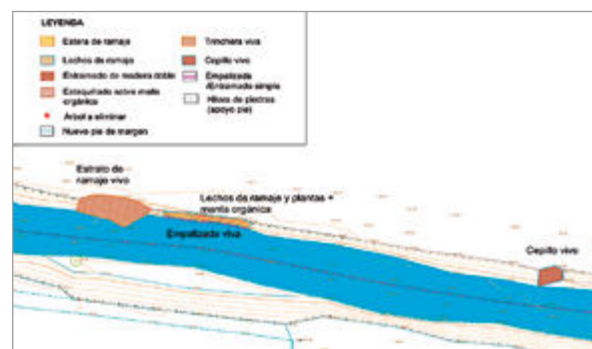 LEYENDA
Estera de ramaje
Lechos de ramaje
Entramado de madera doble
Estaquillado sobre malla
orgánica
Árbol a eliminar
Nuevo pie de margen
Trinchera viva
Cepillo vivo
Empalizada
/Entramado simple
Hilera de piedras
(apoyo pie)
Estrato de
ramaje vivo
Lechos de ramaje y plantas +
manta orgánica
Empalizada viva
Cepillo vivo